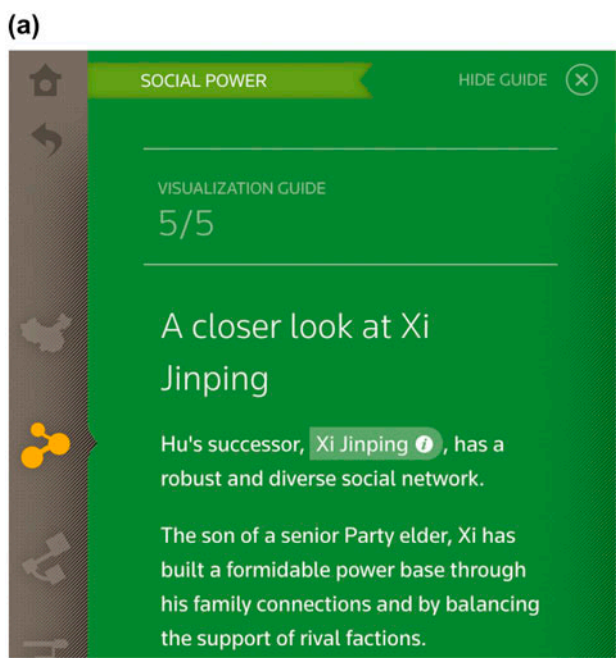 (a)
SOCIAL POWER HIDE GUIDE
VISUALIZATION GUIDE
5/5
A closer look at Xi
Jinping
Hu's successor, Xi Jinping i , has a
robust and diverse social network.
The son of a senior Party elder, Xi has
built a formidable power base through
his family connections and by balancing
the support of rival factions.